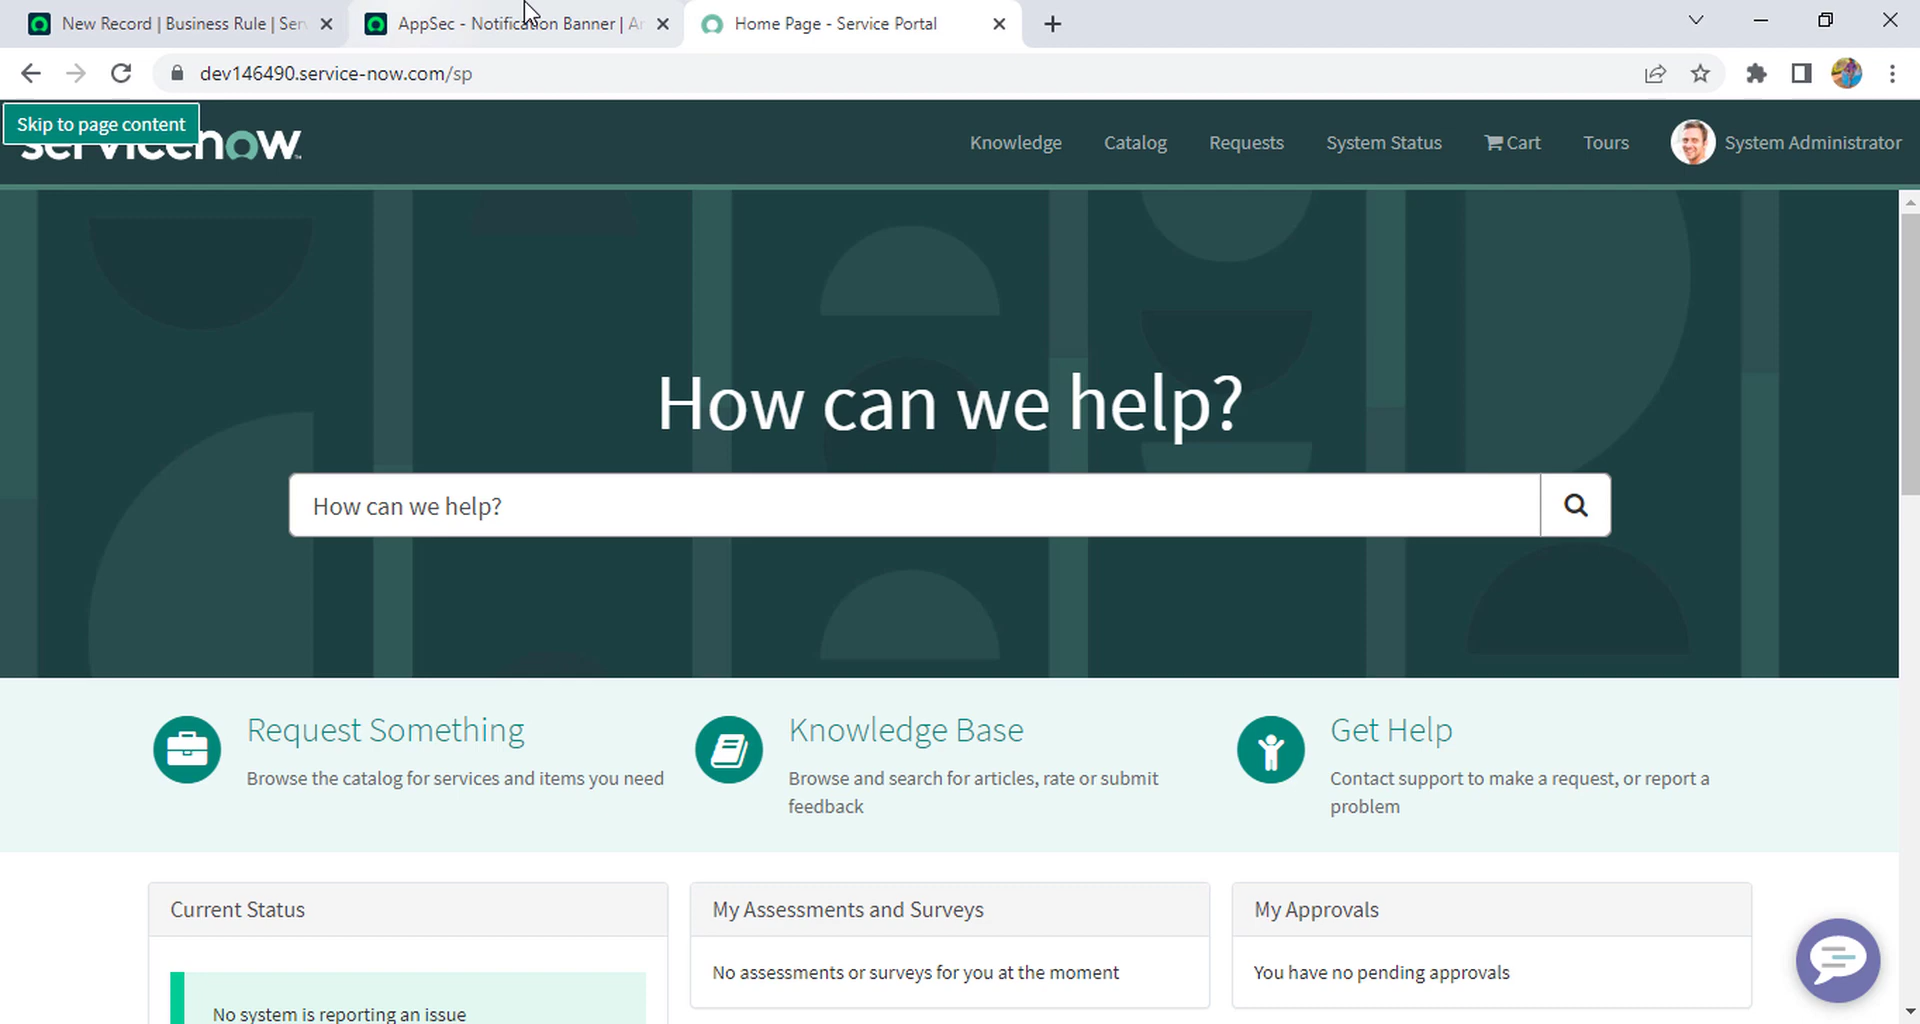 New Record | Business Rule | Ser
AppSec - Notification Banner | A
Home Page - Service Portal
dev146490.service-now.com/sp
Skip to page content
servicenow
Knowledge
Catalog
Requests
System Status
Cart
Tours
System Administrator
How can we help?
How can we help?
Request Something
Browse the catalog for services and items you need
Knowledge Base
Browse and search for articles, rate or submit
feedback
Get Help
Contact support to make a request, or report a
problem
Current Status
No system is reporting an issue
My Assessments and Surveys
No assessments or surveys for you at the moment
My Approvals
You have no pending approvals